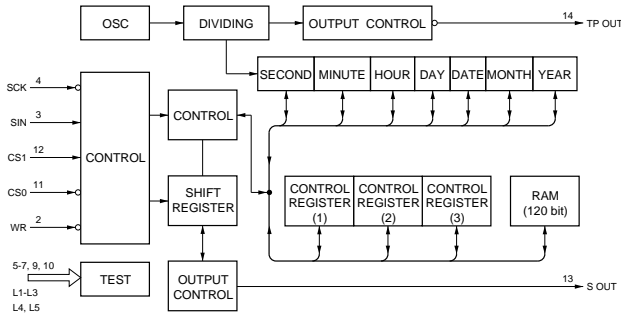 OSC
DIVIDING
OUTPUT CONTROL
14
TP OUT
SECOND
MINUTE
HOUR
DAY
DATE
MONTH
YEAR
SCK
4
SIN
3
CS1
12
CS0
11
WR
2
CONTROL
CONTROL
SHIFT
REGISTER
CONTROL
REGISTER
(1)
CONTROL
REGISTER
(2)
CONTROL
REGISTER
(3)
RAM
(120 bit)
5-7, 9, 10
L1-L3
L4, L5
TEST
OUTPUT
CONTROL
13
S OUT